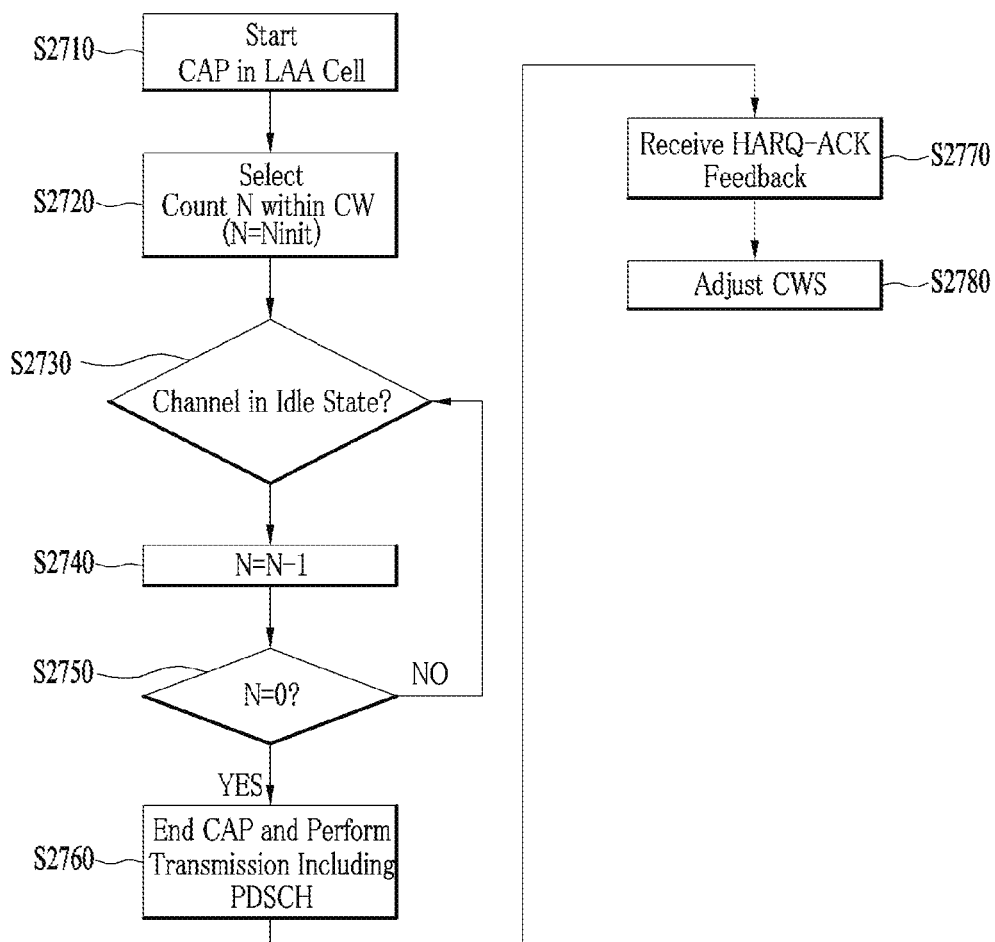 S2710
Start
CAP in LAA Cell
S2720
Select
Count N within CW
(N=Ninit)
S2730
Channel in Idle State?
S2740
N=N-1
S2750
N=0?
NO
YES
S2760
End CAP and Perform
Transmission Including
PDSCH
Receive HARQ-ACK
Feedback
S2770
Adjust CWS
S2780